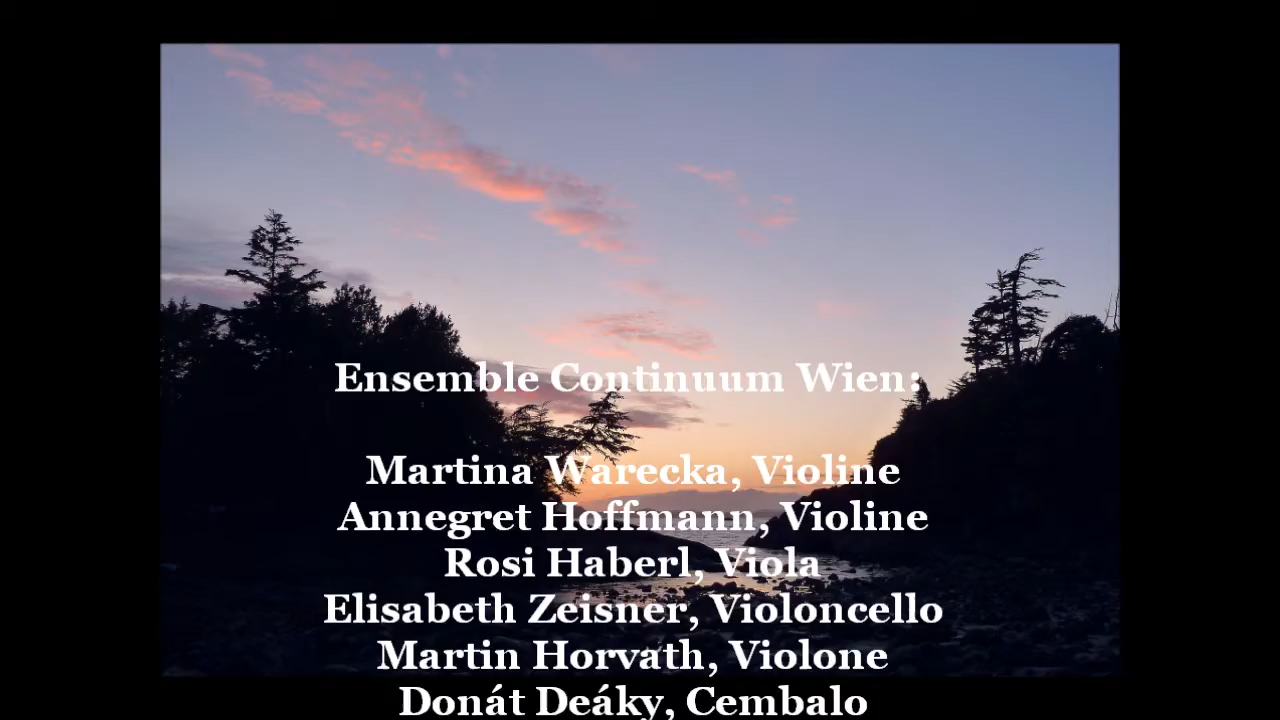 Ensemble Continuum Wien:
Martina Warecka, Violine
Annegret Hoffmann, Violine
Rosi Haberl, Viola
Elisabeth Zeisner, Violoncello
Martin Horvath, Violone
Donát Deáky, Cembalo